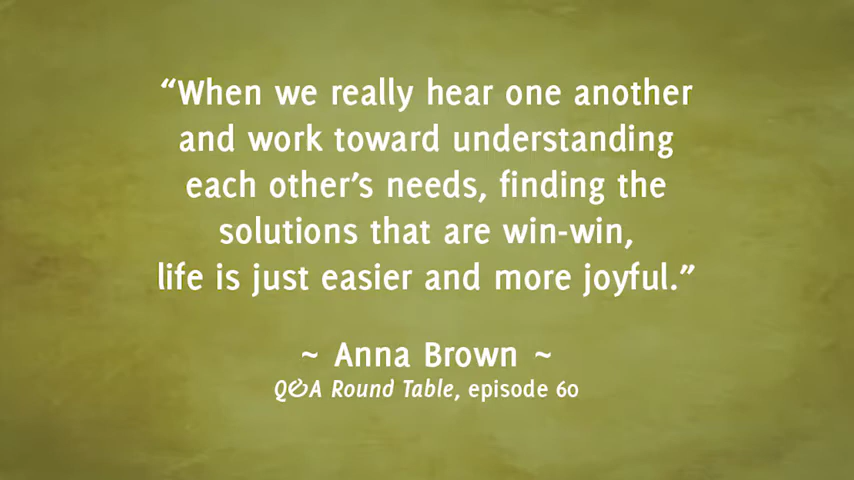 “When we really hear one another
and work toward understanding
each other’s needs, finding the
solutions that are win-win,
life is just easier and more joyful.”
~ Anna Brown ~
Q&A Round Table, episode 60